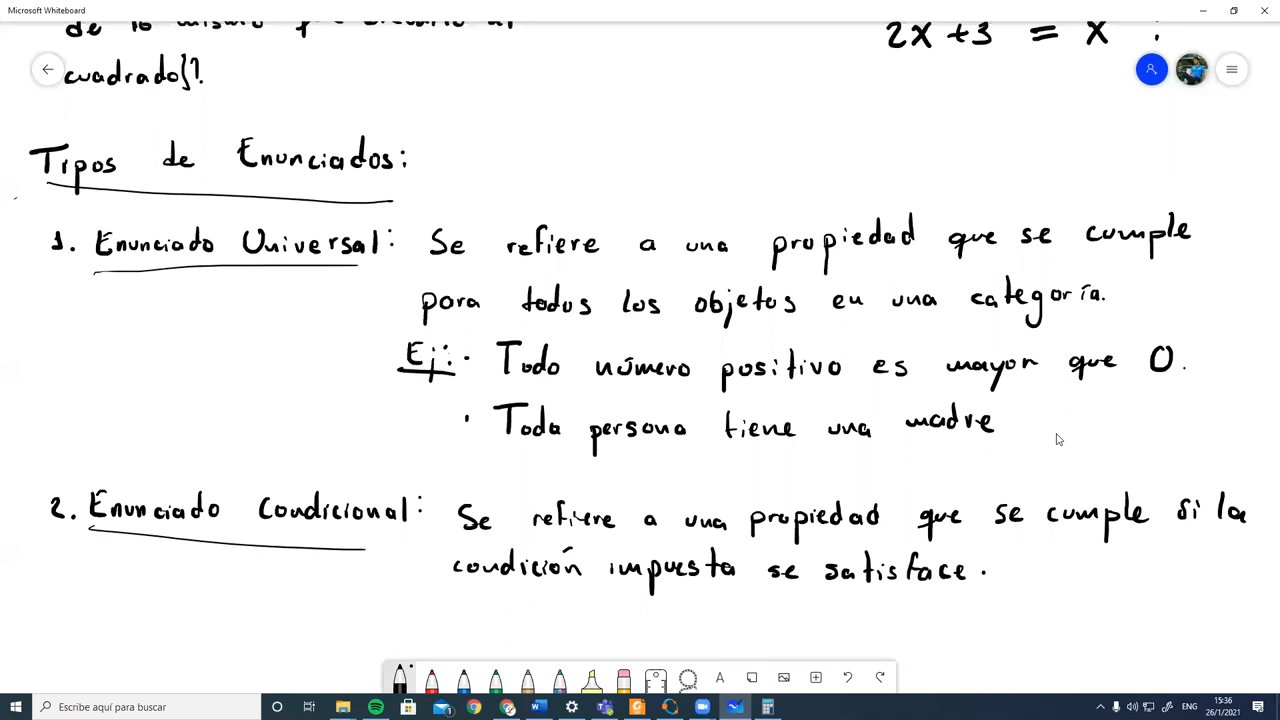 Microsoft Whiteboard
de lo mismo
cuadrado}?
2x + 3 = x
Tipos de Enunciados:
1. Enunciado Universal: Se refiere a una propiedad que se cumple
para todos los objetos en una categoría.
Ej: · Todo número positivo es mayor que 0.
· Toda persona tiene una madre
2. Enunciado Condicional: Se refiere a una propiedad que se cumple si la
condición impuesta se satisface.
Escribe aquí para buscar
ENG
15:36
26/1/2021